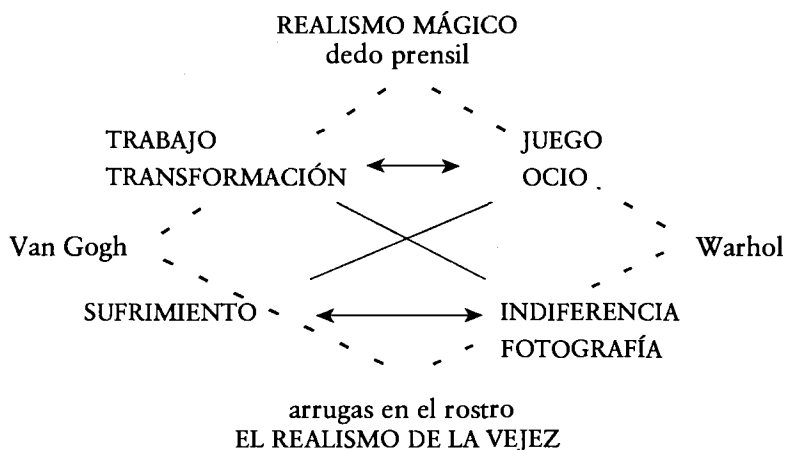 REALISMO MÁGICO
dedo prensil
TRABAJO JUEGO
TRANSFORMACIÓN OCIO
Van Gogh Warhol
SUFRIMIENTO INDIFERENCIA
FOTOGRAFÍA
arrugas en el rostro
EL REALISMO DE LA VEJEZ